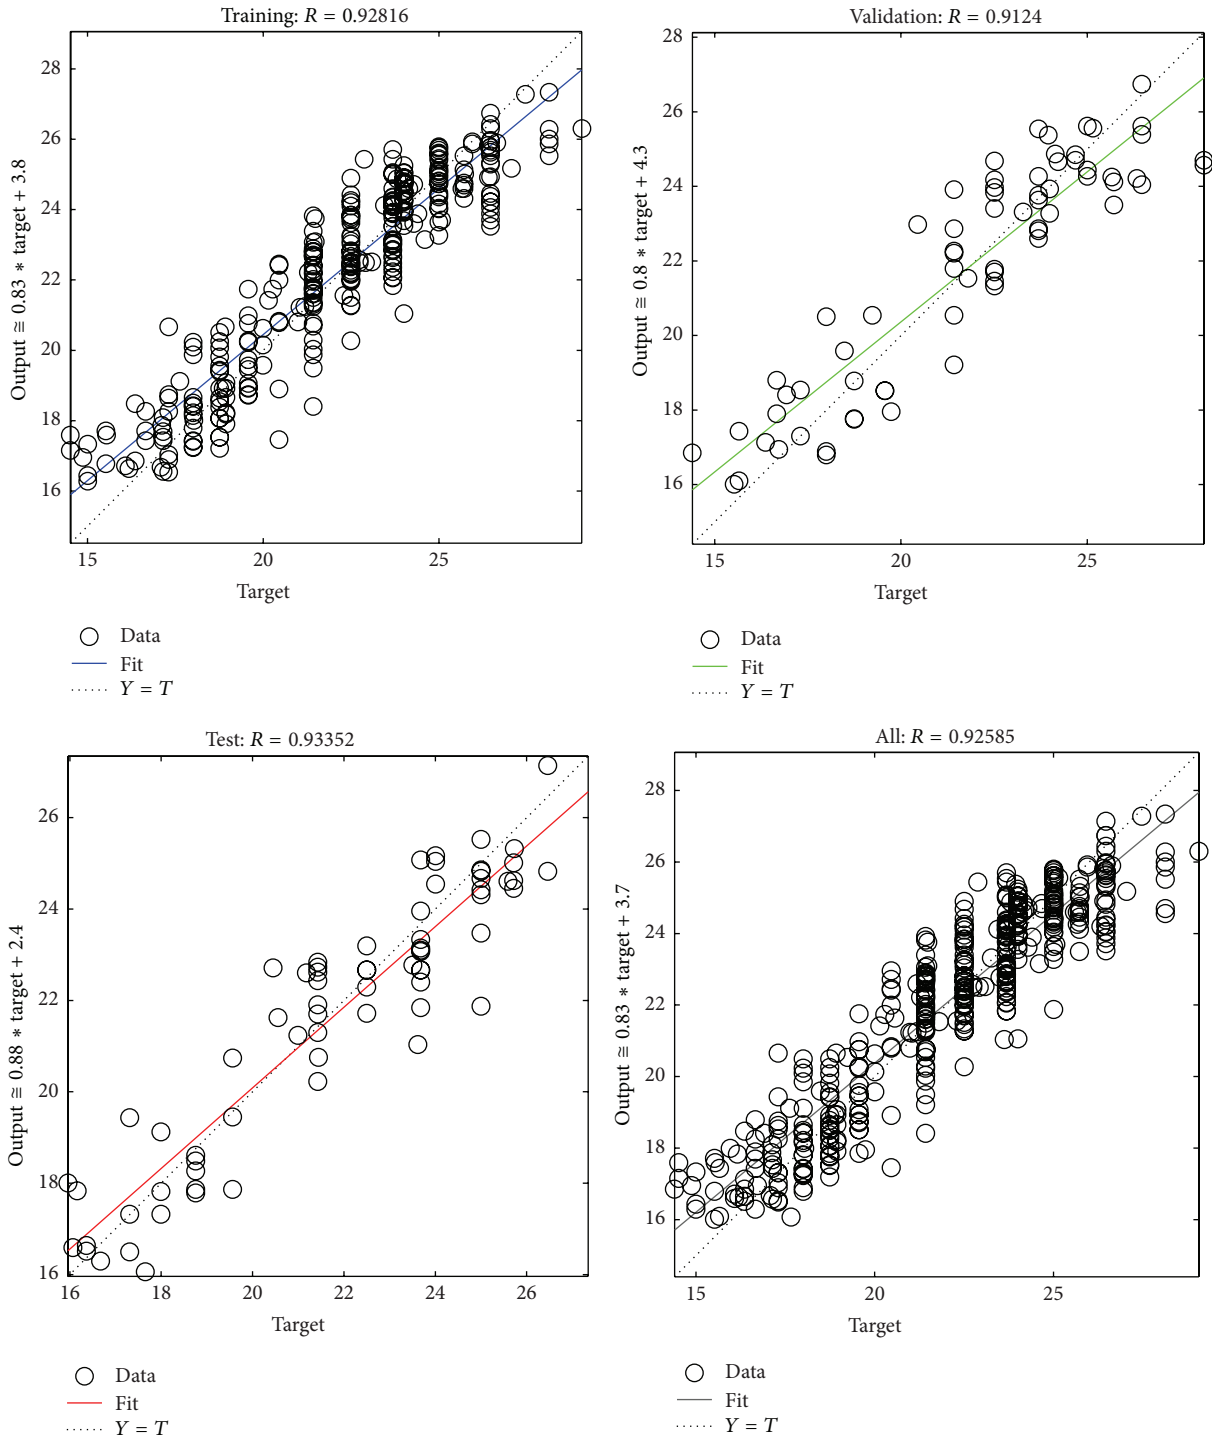 Training: R = 0.92816
28
26
24
22
20
18
16
15 20 25
Output ≅ 0.83 * target + 3.8
Target
Data
Fit
Y = T
Validation: R = 0.9124
28
26
24
22
20
18
16
15 20 25
Output ≅ 0.8 * target + 4.3
Target
Data
Fit
Y = T
Test: R = 0.93352
26
24
22
20
18
16
16 18 20 22 24 26
Output ≅ 0.88 * target + 2.4
Target
Data
Fit
Y = T
All: R = 0.92585
28
26
24
22
20
18
16
15 20 25
Output ≅ 0.83 * target + 3.7
Target
Data
Fit
Y = T